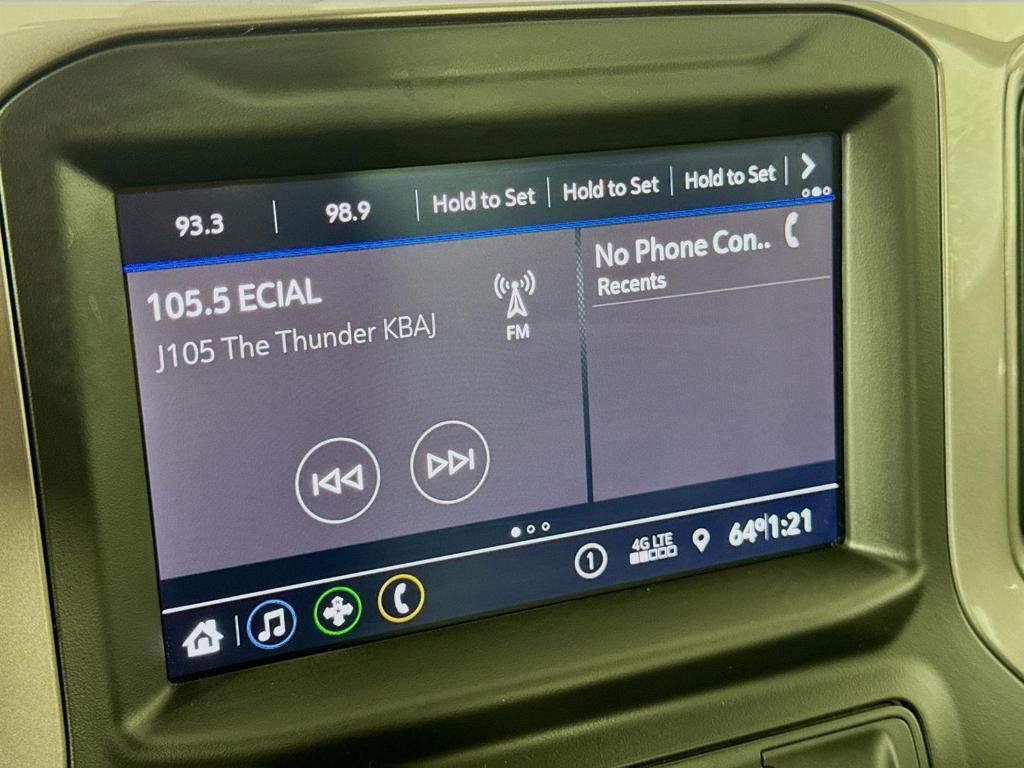 93.3 98.9 Hold to Set Hold to Set Hold to Set
105.5 ECIAL
J105 The Thunder KBAJ
FM
No Phone Con..
Recents
1 4G LTE 64° 1:21